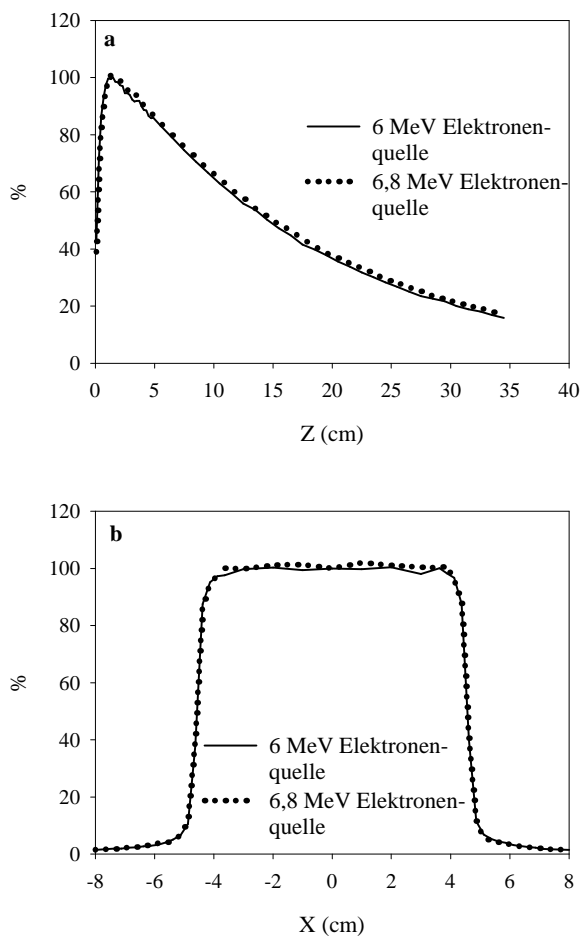 120
a
100
80
60
40
20
0
%
6 MeV Elektronen-
quelle
6,8 MeV Elektronen-
quelle
0 5 10 15 20 25 30 35 40
Z (cm)
120
b
100
80
60
40
20
0
%
6 MeV Elektronen-
quelle
6,8 MeV Elektronen-
quelle
-8 -6 -4 -2 0 2 4 6 8
X (cm)